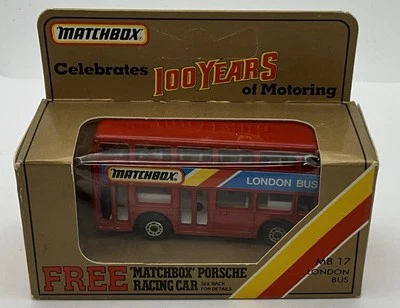 MATCHBOX
Celebrates 100 YEARS
of Motoring
MATCHBOX
LONDON BUS
FREE 'MATCHBOX' PORSCHE
RACING CAR SEE BACK
FOR DETAILS
MB 17
LONDON
BUS